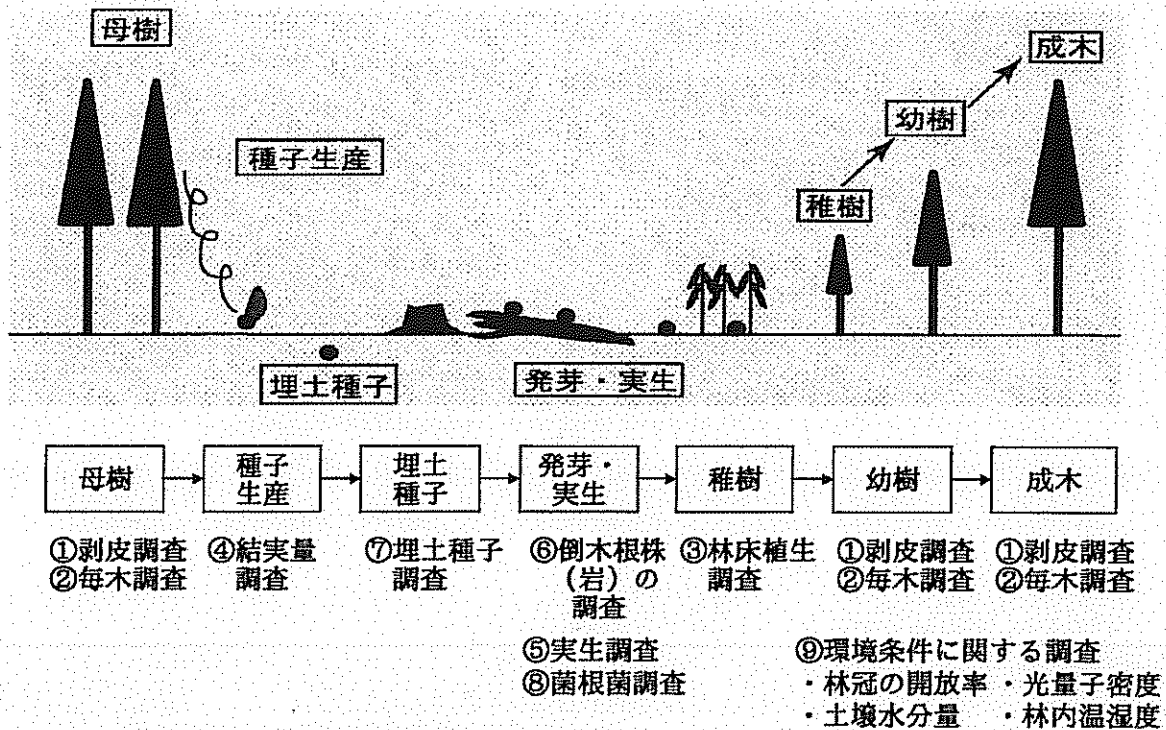 母樹
成木
幼樹
種子生産
稚樹
埋土種子
発芽・実生
母樹
種子
生産
埋土
種子
発芽・
実生
稚樹
幼樹
成木
①剥皮調査
②毎木調査
④結実量
調査
⑦埋土種子
調査
⑥倒木根株
(岩)の
調査
⑤実生調査
⑧菌根菌調査
③林床植生
調査
①剥皮調査
②毎木調査
①剥皮調査
②毎木調査
⑨環境条件に関する調査
・林冠の開放率 ・光量子密度
・土壌水分量 ・林内温湿度